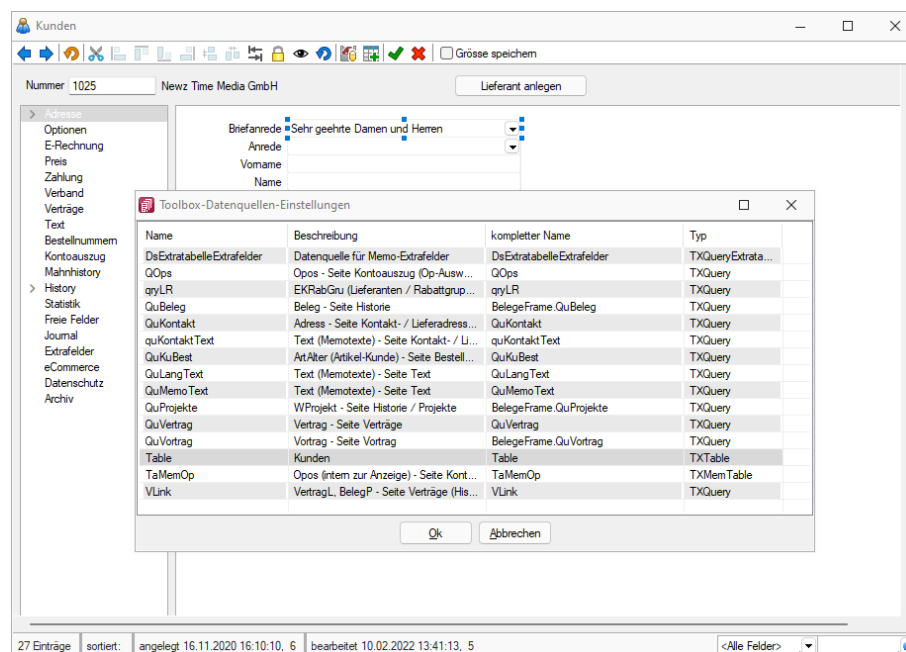 Kunden
Grösse speichern
Nummer 1025 Newz Time Media GmbH Lieferant anlegen
Adresse
Optionen
E-Rechnung
Preis
Zahlung
Verband
Verträge
Text
Bestellnummern
Kontoauszug
Mahnhistory
History
Statistik
Freie Felder
Journal
Extrafelder
eCommerce
Datenschutz
Archiv
Briefanrede Sehr geehrte Damen und Herren
Anrede
Vorname
Name
Toolbox-Datenquellen-Einstellungen
Name Beschreibung kompletter Name Typ
DsExtratabelleExtrafelder Datenquelle für Memo-Extrafelder DsExtratabelleExtrafelder TXQueryExtrata...
QOps Opos - Seite Kontoauszug (Op-Ausw... QOps TXQuery
qryLR EKRabGru (Lieferanten / Rabattgrup... qryLR TXQuery
QuBeleg Beleg - Seite Historie BelegeFrame.QuBeleg TXQuery
QuKontakt Adress - Seite Kontakt- / Lieferadress... QuKontakt TXQuery
quKontaktText Text (Memotexte) - Seite Kontakt- / Li... quKontaktText TXQuery
QuKuBest ArtAlter (Artikel-Kunde) - Seite Bestell... QuKuBest TXQuery
QuLangText Text (Memotexte) - Seite Text QuLangText TXQuery
QuMemoText Text (Memotexte) - Seite Text QuMemoText TXQuery
QuProjekte WProjekt - Seite Historie / Projekte BelegeFrame.QuProjekte TXQuery
QuVertrag Vertrag - Seite Verträge QuVertrag TXQuery
QuVortrag Vortrag - Seite Vortrag BelegeFrame.QuVortrag TXQuery
Table Kunden Table TXTable
TaMemOp Opos (intern zur Anzeige) - Seite Kont... TaMemOp TXMemTable
VLink VertragL, BelegP - Seite Verträge (His... VLink TXQuery
Ok Abbrechen
27 Einträge sortiert: angelegt 16.11.2020 16:10:10, 6 bearbeitet 10.02.2022 13:41:13, 5 <Alle Felder>